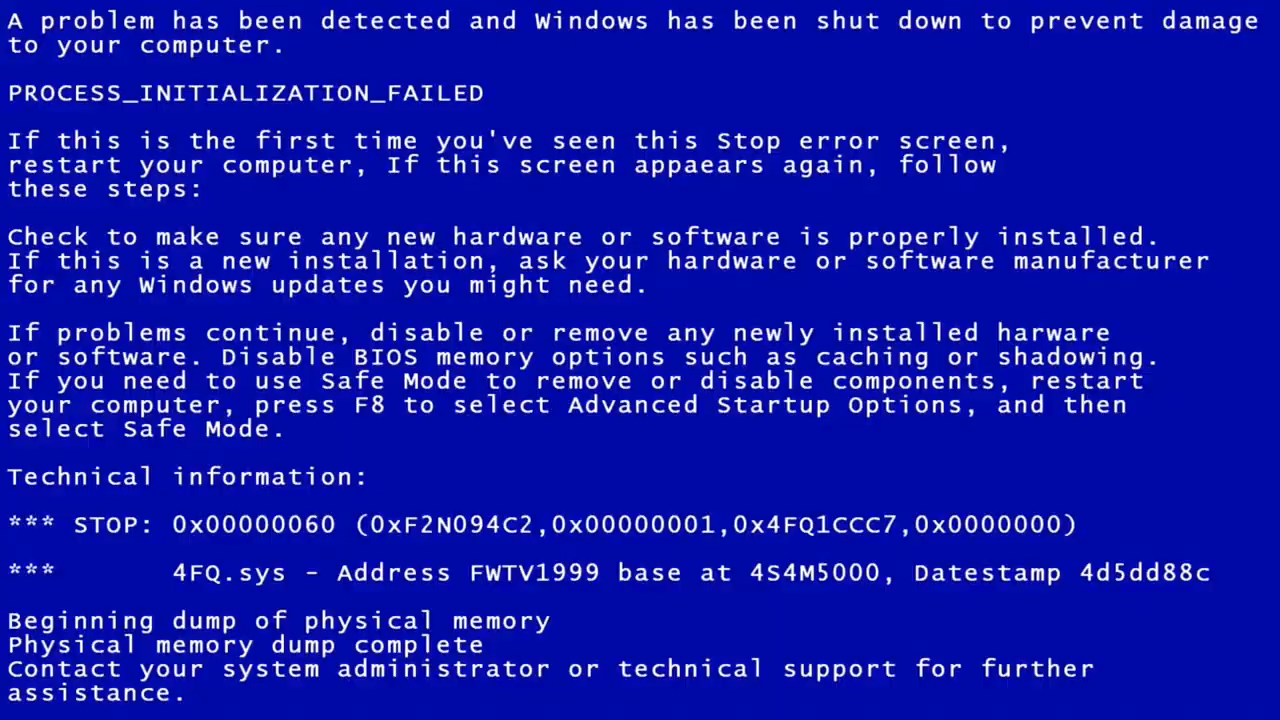 A problem has been detected and Windows has been shut down to prevent damage
to your computer.
PROCESS_INITIALIZATION_FAILED
If this is the first time you've seen this Stop error screen,
restart your computer, If this screen appaears again, follow
these steps:
Check to make sure any new hardware or software is properly installed.
If this is a new installation, ask your hardware or software manufacturer
for any Windows updates you might need.
If problems continue, disable or remove any newly installed harware
or software. Disable BIOS memory options such as caching or shadowing.
If you need to use Safe Mode to remove or disable components, restart
your computer, press F8 to select Advanced Startup Options, and then
select Safe Mode.
Technical information:
*** STOP: 0x00000060 (0xF2N094C2,0x00000001,0x4FQ1CCC7,0x0000000)
*** 4FQ.sys - Address FWTV1999 base at 4S4M5000, Datestamp 4d5dd88c
Beginning dump of physical memory
Physical memory dump complete
Contact your system administrator or technical support for further
assistance.